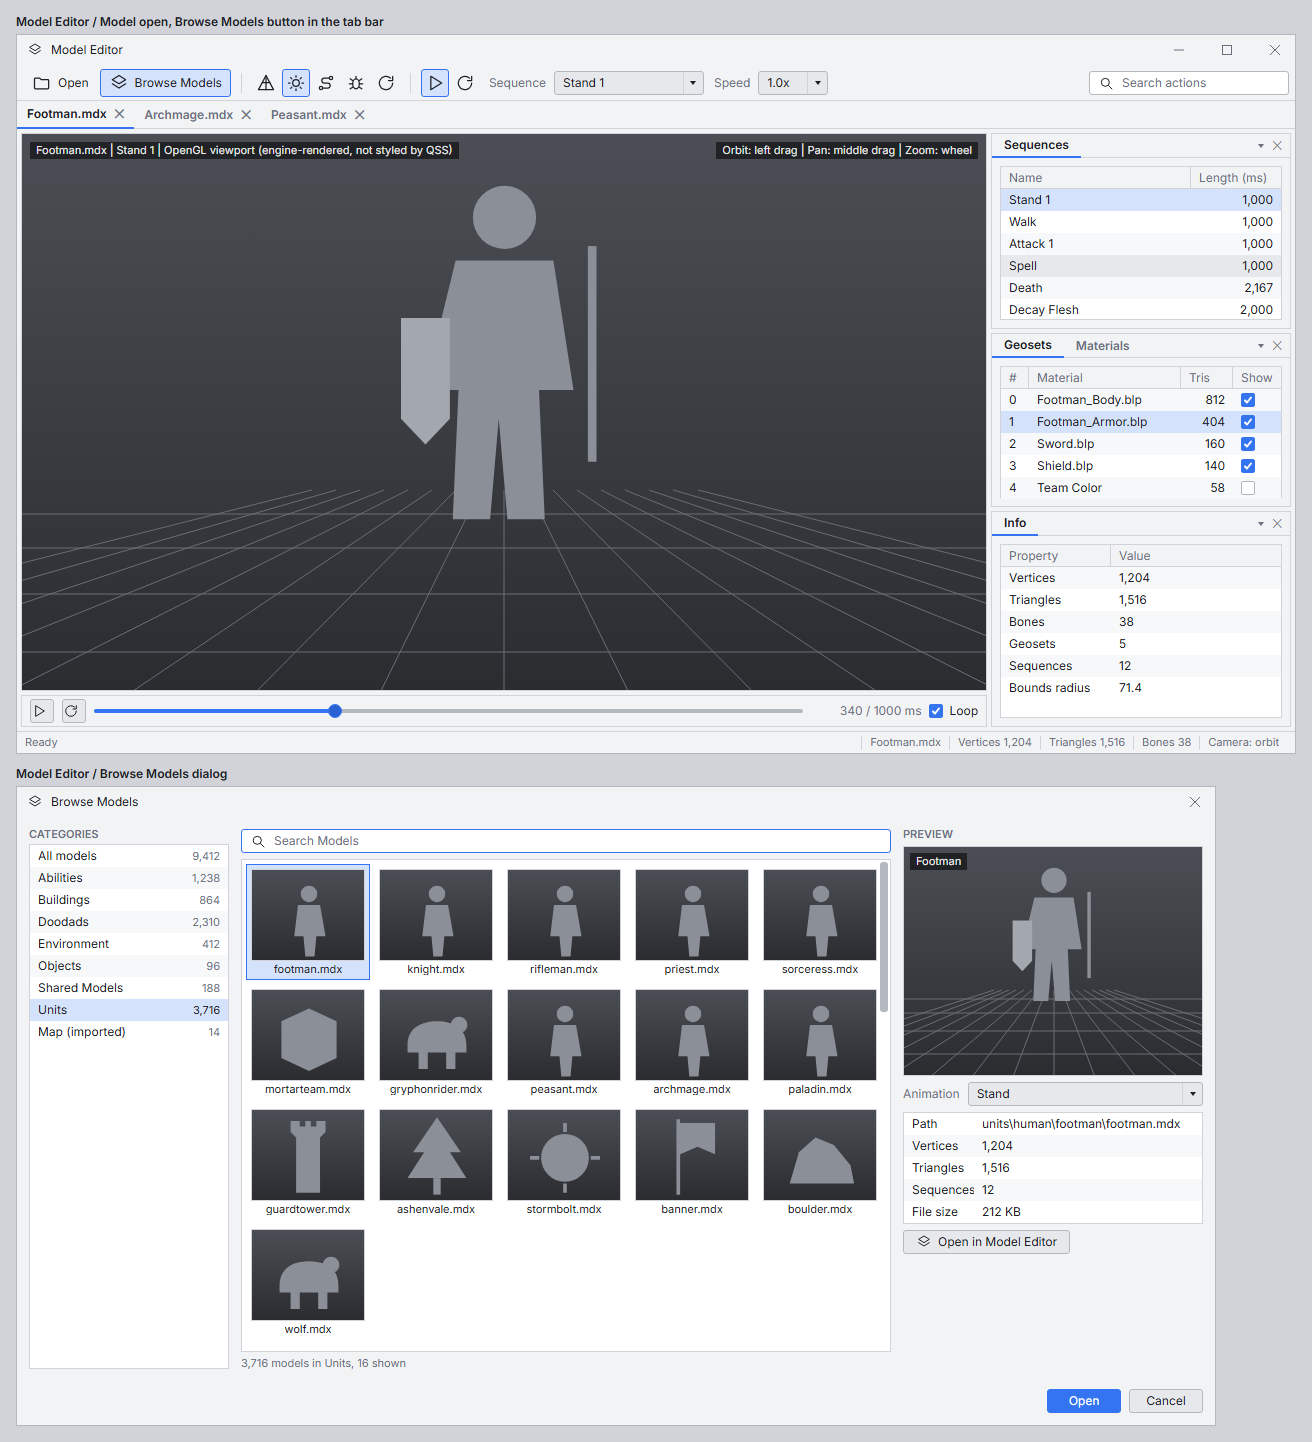 Model Editor / Model open, Browse Models button in the tab bar
Model Editor
Open
Browse Models
Sequence
Stand 1
Speed
1.0x
Search actions
Footman.mdx
Archmage.mdx
Peasant.mdx
Footman.mdx | Stand 1 | OpenGL viewport (engine-rendered, not styled by QSS)
Orbit: left drag | Pan: middle drag | Zoom: wheel
Sequences
Name Length (ms)
Stand 1 1,000
Walk 1,000
Attack 1 1,000
Spell 1,000
Death 2,167
Decay Flesh 2,000
Geosets Materials
# Material Tris Show
0 Footman_Body.blp 812
1 Footman_Armor.blp 404
2 Sword.blp 160
3 Shield.blp 140
4 Team Color 58
Info
Property Value
Vertices 1,204
Triangles 1,516
Bones 38
Geosets 5
Sequences 12
Bounds radius 71.4
340 / 1000 ms
Loop
Ready
Footman.mdx
Vertices 1,204
Triangles 1,516
Bones 38
Camera: orbit
Model Editor / Browse Models dialog
Browse Models
CATEGORIES
All models 9,412
Abilities 1,238
Buildings 864
Doodads 2,310
Environment 412
Objects 96
Shared Models 188
Units 3,716
Map (imported) 14
Search Models
footman.mdx
knight.mdx
rifleman.mdx
priest.mdx
sorceress.mdx
mortarteam.mdx
gryphonrider.mdx
peasant.mdx
archmage.mdx
paladin.mdx
guardtower.mdx
ashenvale.mdx
stormbolt.mdx
banner.mdx
boulder.mdx
wolf.mdx
3,716 models in Units, 16 shown
PREVIEW
Footman
Animation
Stand
Path units\human\footman\footman.mdx
Vertices 1,204
Triangles 1,516
Sequences 12
File size 212 KB
Open in Model Editor
Open
Cancel